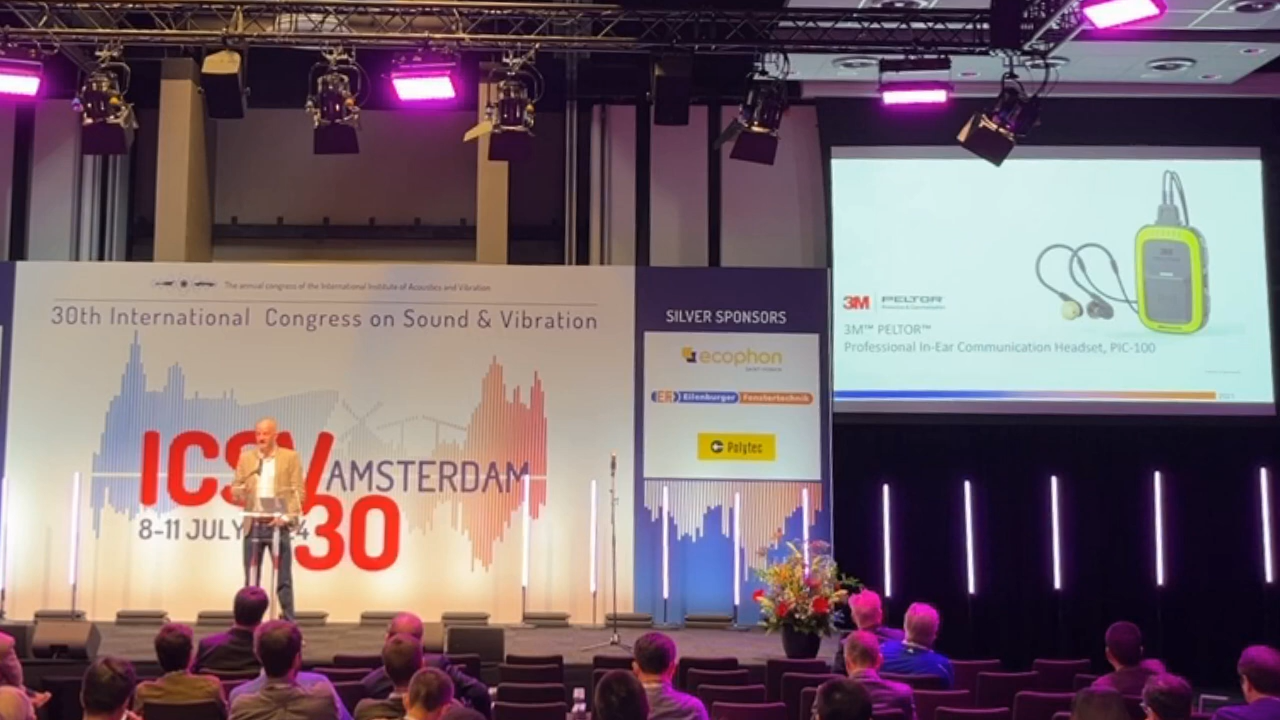 The annual congress of the International Institute of Acoustics and Vibration
30th International Congress on Sound & Vibration
ICSV
AMSTERDAM
8-11 JULY
30
SILVER SPONSORS
ecophon
Eilenburger Fenstertechnik
Polytec
3M PELTOR
3M™ PELTOR™
Professional In-Ear Communication Headset, PIC-100